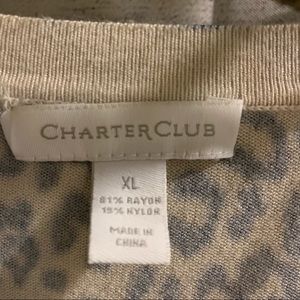 CHARTER CLUB
XL
81% RAYON
19% NYLON
MADE IN
CHINA